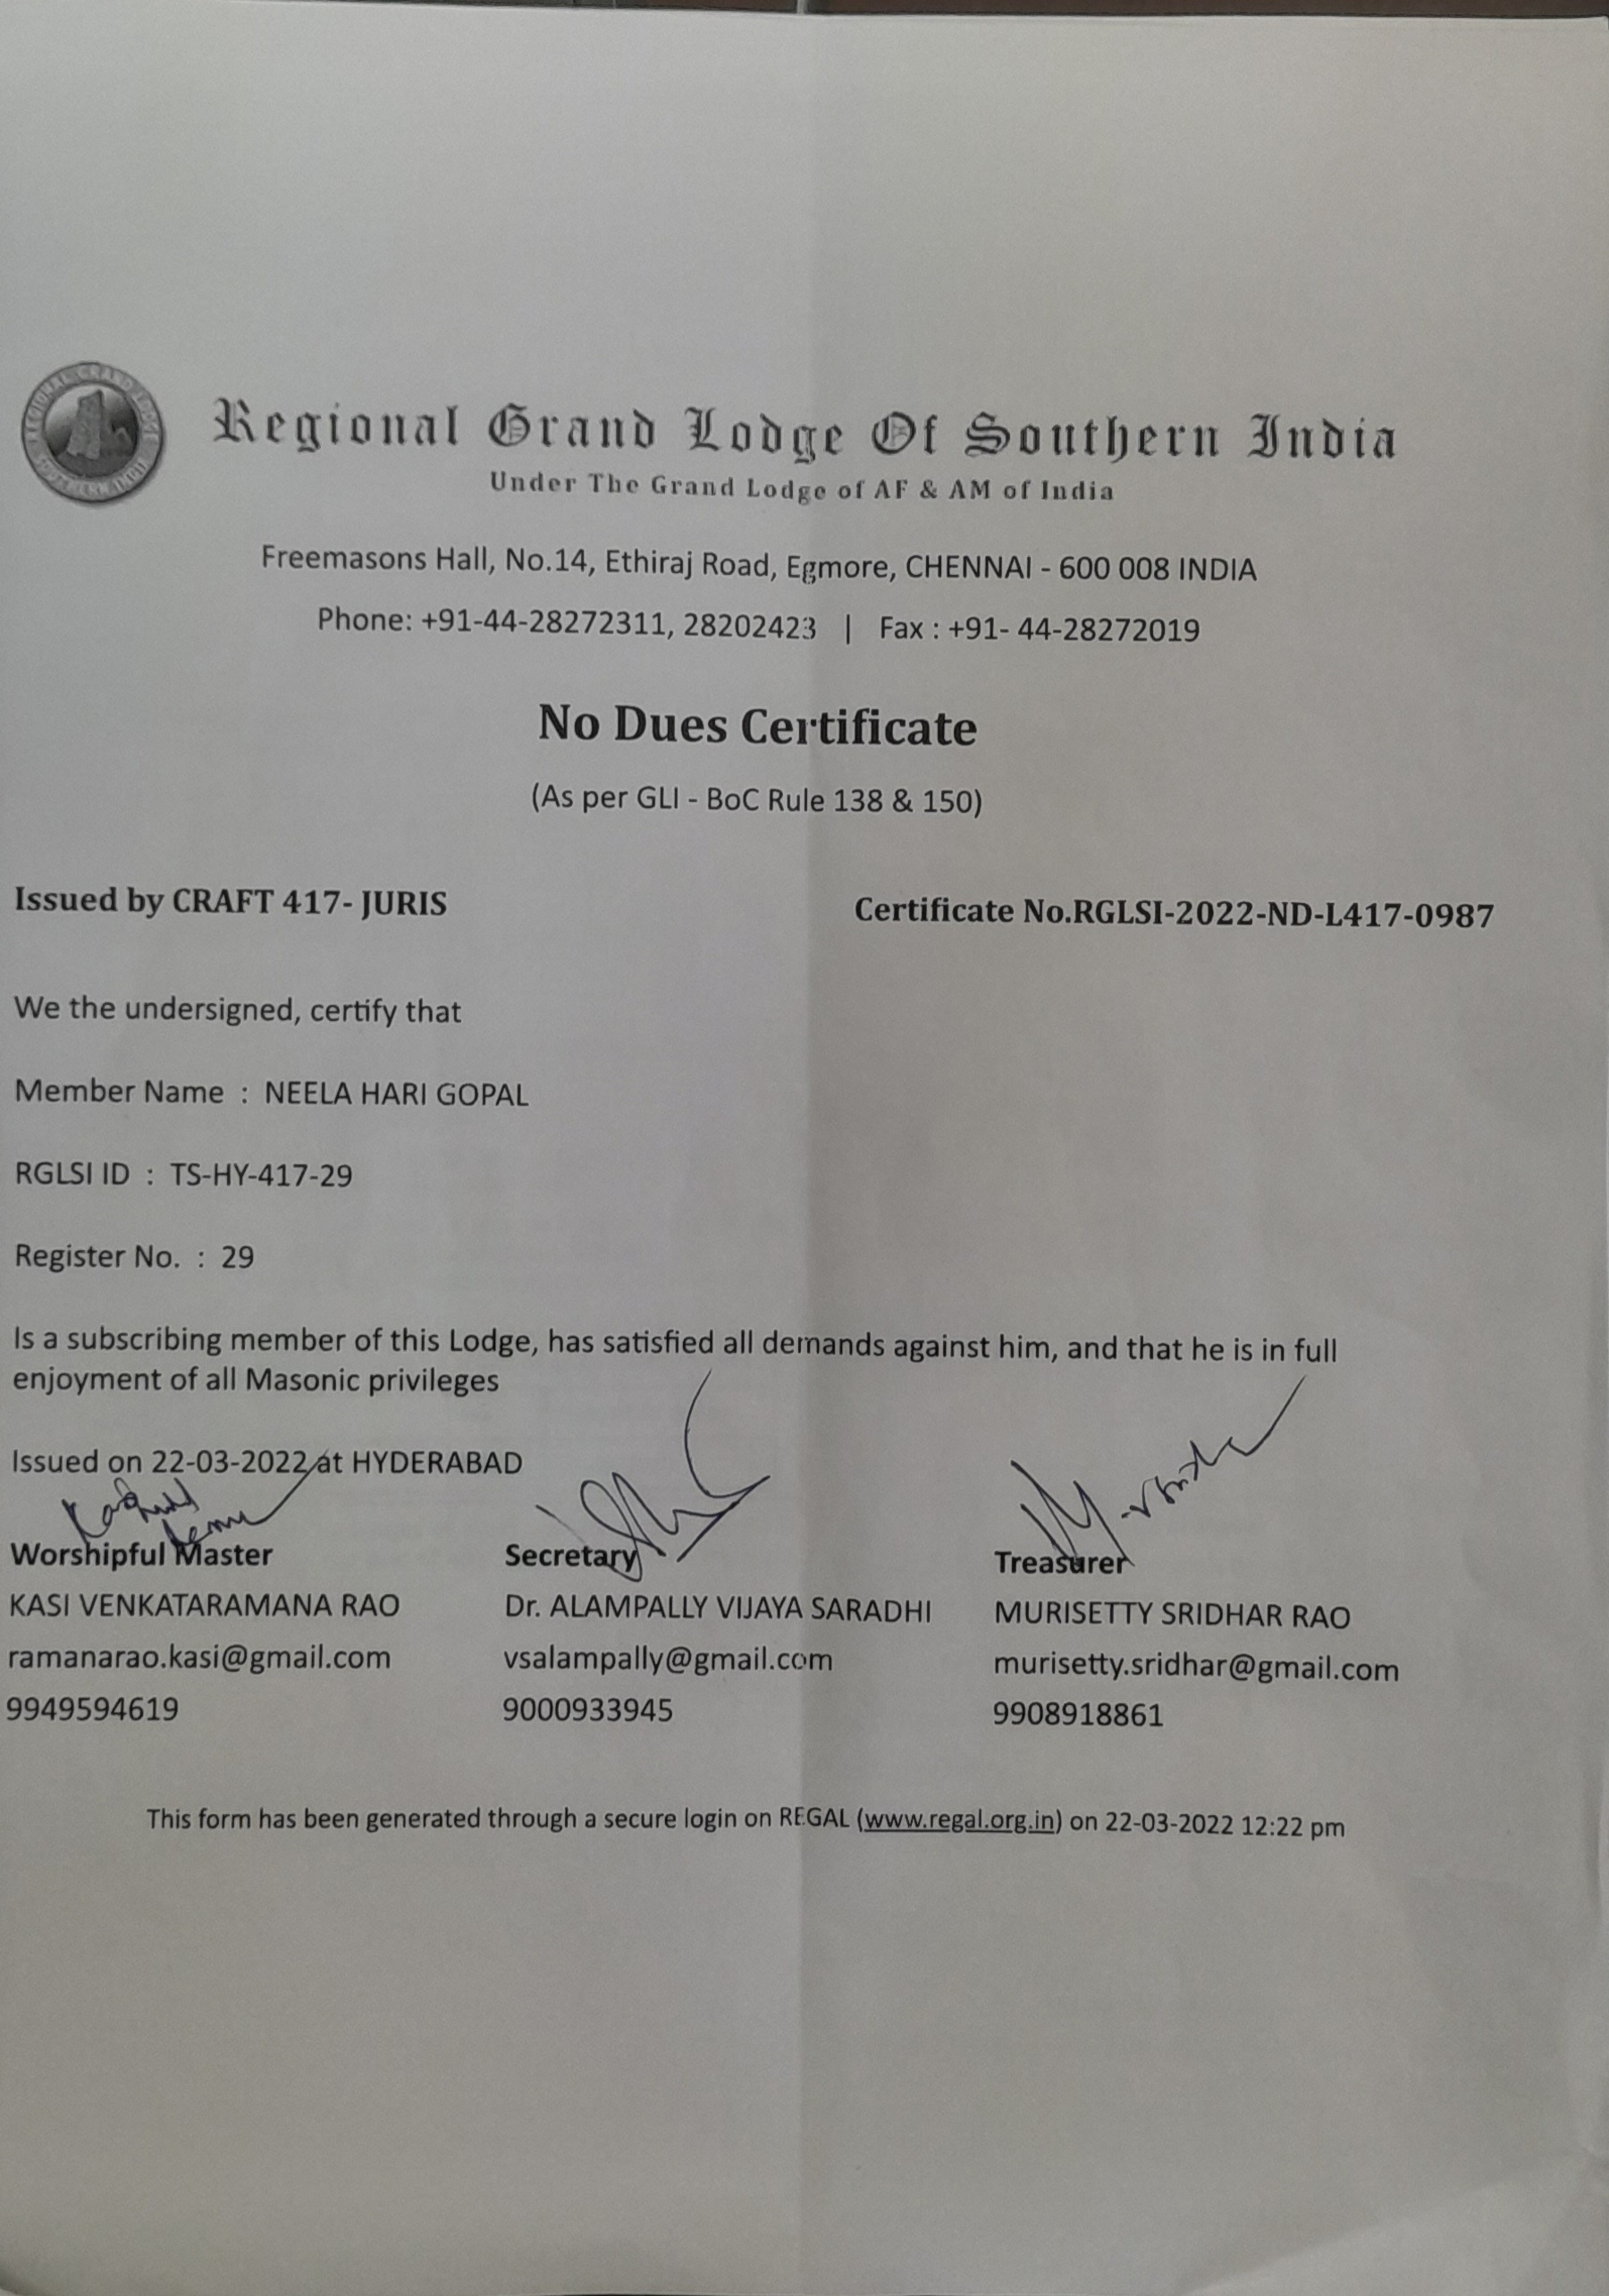 REGIONAL GRAND LODGE
SOUTHERN INDIA
Regional Grand Lodge Of Southern India
Under The Grand Lodge of AF & AM of India
Freemasons Hall, No.14, Ethiraj Road, Egmore, CHENNAI - 600 008 INDIA
Phone: +91-44-28272311, 28202423 | Fax : +91- 44-28272019
No Dues Certificate
(As per GLI - BoC Rule 138 & 150)
Issued by CRAFT 417- JURIS Certificate No.RGLSI-2022-ND-L417-0987
We the undersigned, certify that
Member Name : NEELA HARI GOPAL
RGLSI ID : TS-HY-417-29
Register No. : 29
Is a subscribing member of this Lodge, has satisfied all demands against him, and that he is in full
enjoyment of all Masonic privileges
Issued on 22-03-2022 at HYDERABAD
Worshipful Master Secretary Treasurer
KASI VENKATARAMANA RAO Dr. ALAMPALLY VIJAYA SARADHI MURISETTY SRIDHAR RAO
ramanarao.kasi@gmail.com vsalampally@gmail.com murisetty.sridhar@gmail.com
9949594619 9000933945 9908918861
This form has been generated through a secure login on REGAL (www.regal.org.in) on 22-03-2022 12:22 pm